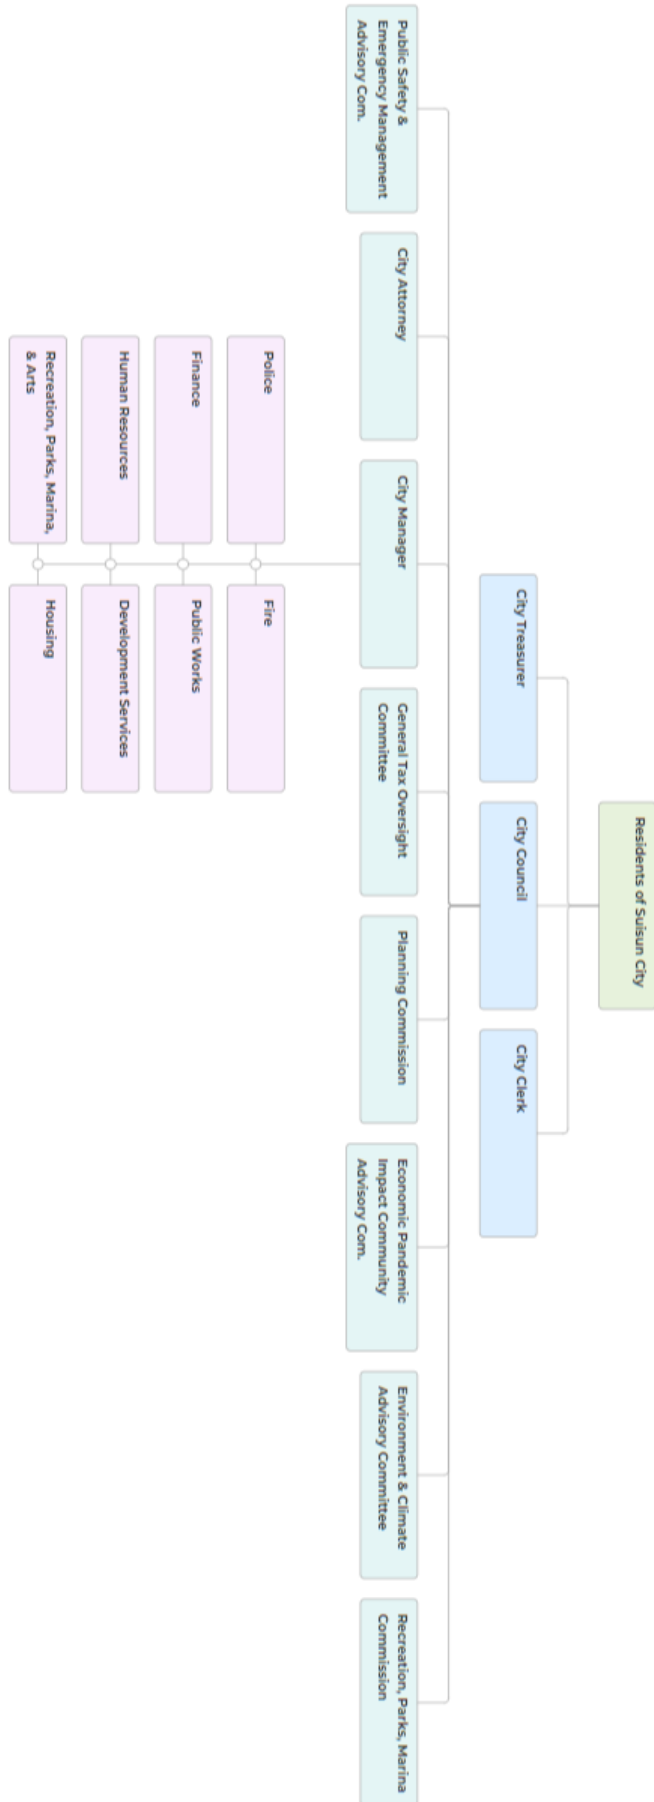 Residents of Suisun City
City Treasurer
City Council
City Clerk
Public Safety &
Emergency Management
Advisory Com.
City Attorney
City Manager
General Tax Oversight
Committee
Planning Commission
Economic Pandemic
Impact Community
Advisory Com.
Environment & Climate
Advisory Committee
Recreation, Parks, Marina
Commission
Police
Fire
Finance
Public Works
Human Resources
Development Services
Recreation, Parks, Marina,
& Arts
Housing